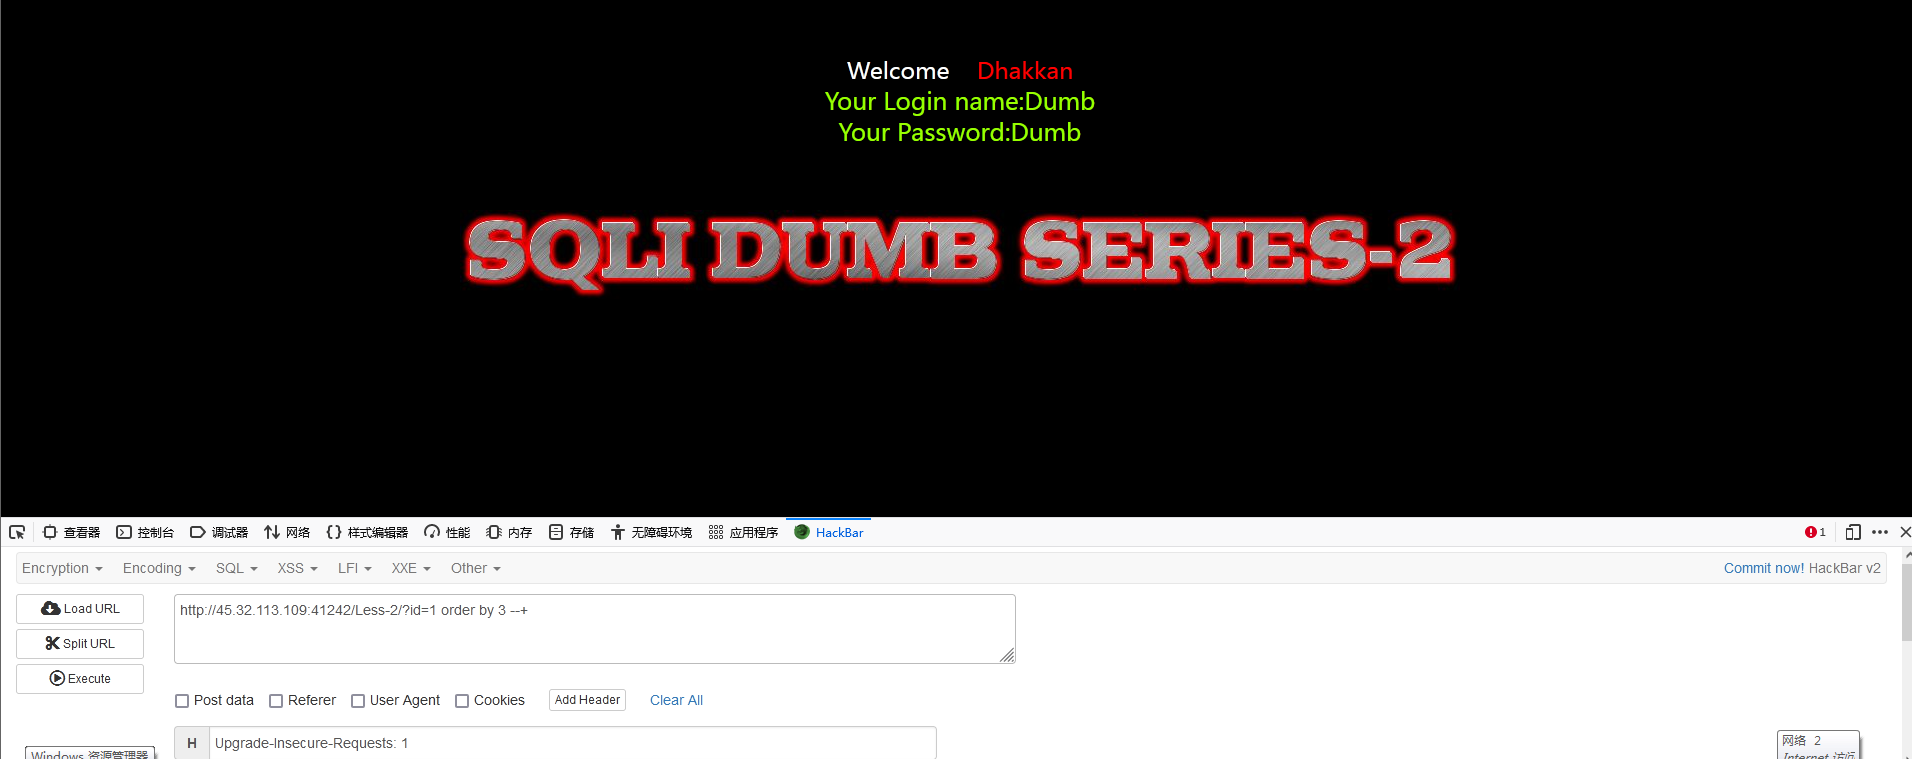 Welcome Dhakkan
Your Login name:Dumb
Your Password:Dumb
SQLI DUMB SERIES-2
查看器 控制台 调试器 网络 样式编辑器 性能 内存 存储 无障碍环境 应用程序 HackBar 1
Encryption Encoding SQL XSS LFI XXE Other Commit now! HackBar v2
Load URL http://45.32.113.109:41242/Less-2/?id=1 order by 3 --+
Split URL
Execute
Post data Referer User Agent Cookies Add Header Clear All
H Upgrade-Insecure-Requests: 1
Windows 资源管理器
网络 2
Internet 访问